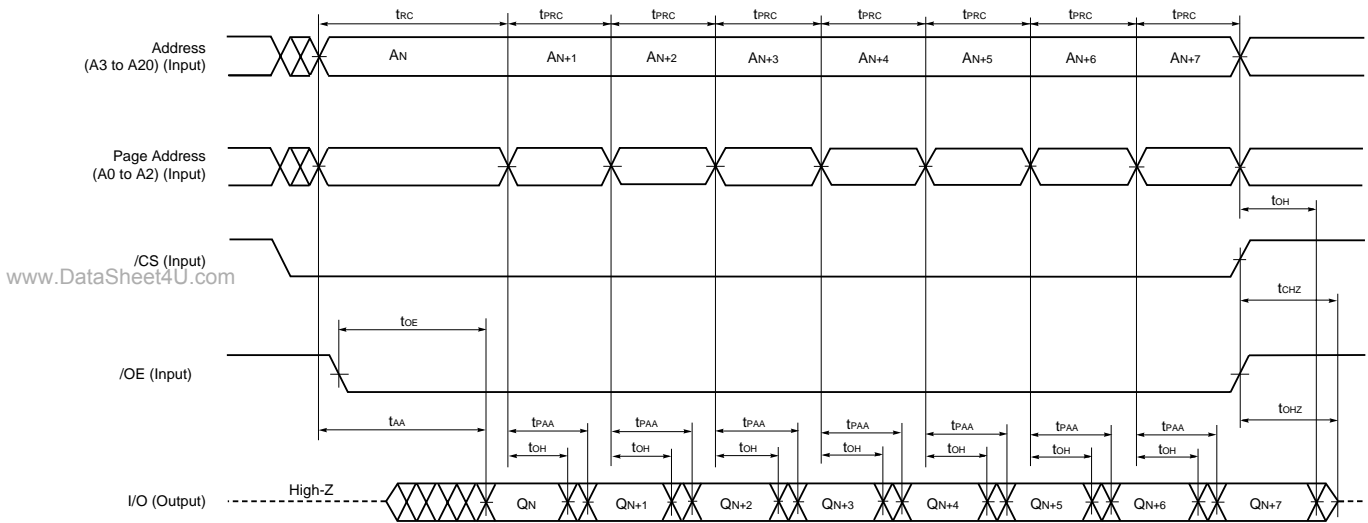 tRC tPRC tPRC tPRC tPRC tPRC tPRC tPRC
Address
(A3 to A20) (Input)
AN AN+1 AN+2 AN+3 AN+4 AN+5 AN+6 AN+7
Page Address
(A0 to A2) (Input)
tOH
/CS (Input)
www.DataSheet4U.com
tCHZ
tOE
/OE (Input)
tOHZ
tAA tPAA tPAA tPAA tPAA tPAA tPAA tPAA
tOH tOH tOH tOH tOH tOH tOH
High-Z
I/O (Output)
QN QN+1 QN+2 QN+3 QN+4 QN+5 QN+6 QN+7